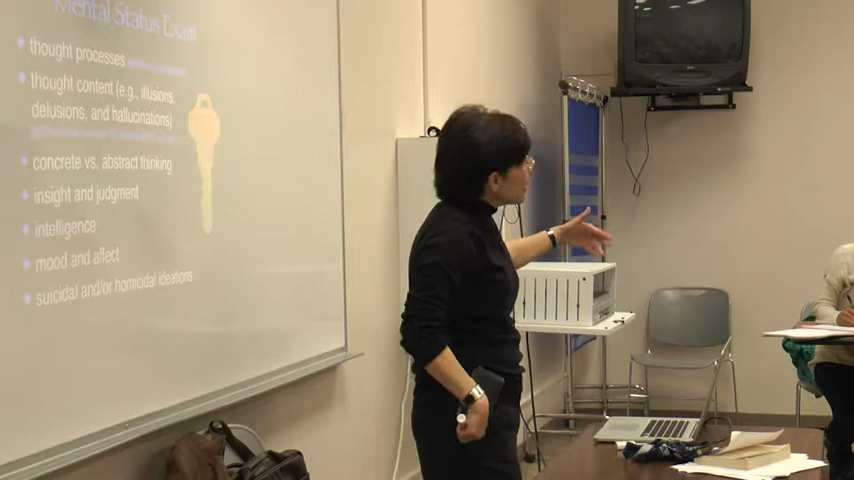 Mental Status Exam
thought processes
thought content (e.g., illusions,
delusions, and hallucinations)
concrete vs. abstract thinking
insight and judgment
intelligence
mood and affect
suicidal and/or homicidal ideations